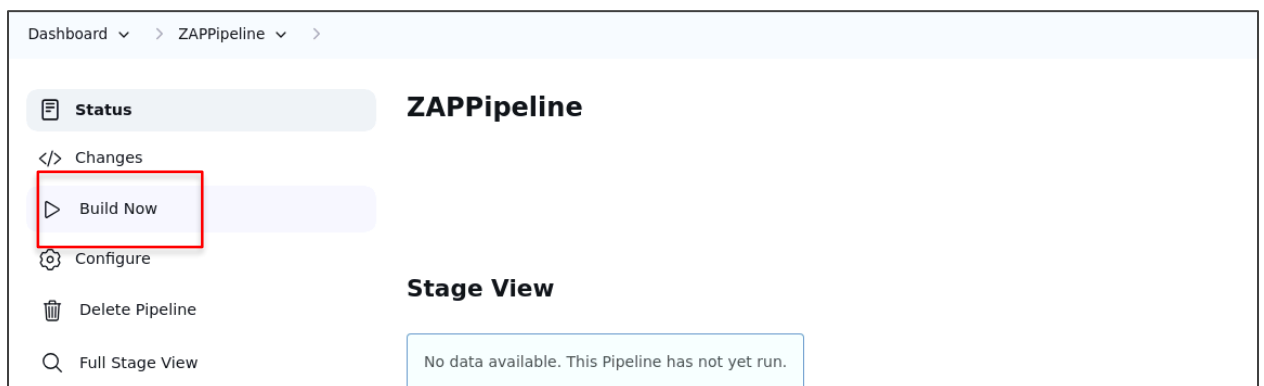 Dashboard > ZAPPipeline >
Status
Changes
Build Now
Configure
Delete Pipeline
Full Stage View
ZAPPipeline
Stage View
No data available. This Pipeline has not yet run.